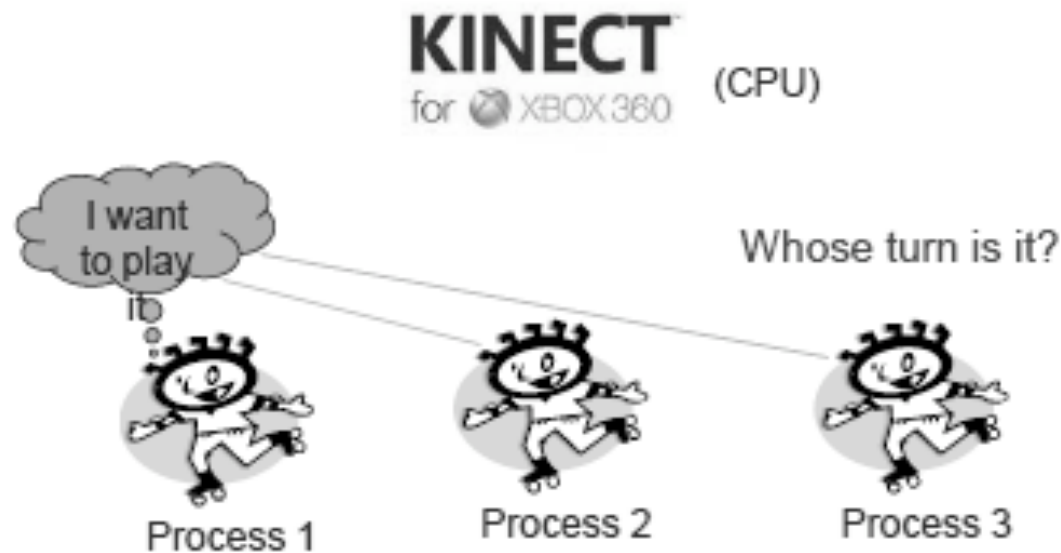 KINECT
for XBOX 360
(CPU)
I want
to play
it
Whose turn is it?
Process 1
Process 2
Process 3